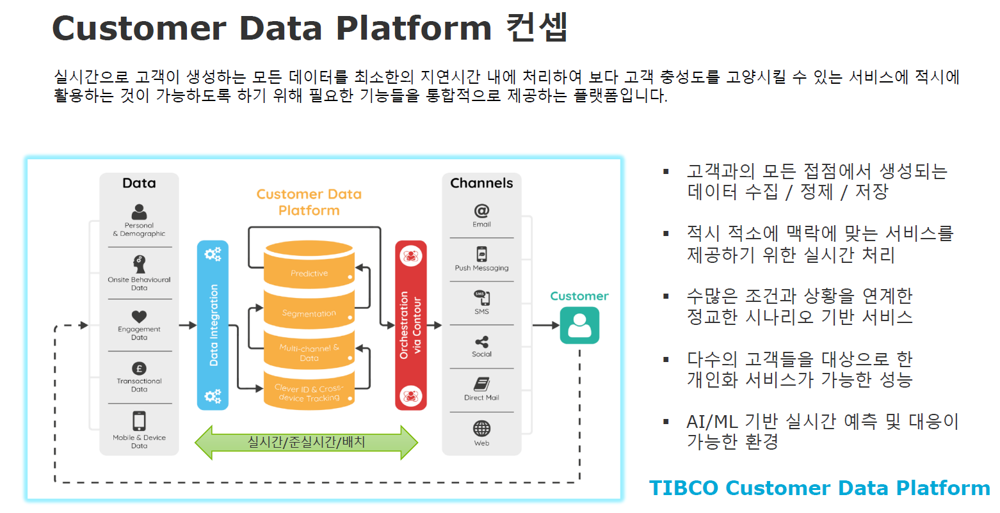 Customer Data Platform 컨셉
실시간으로 고객이 생성하는 모든 데이터를 최소한의 지연시간 내에 처리하여 보다 고객 충성도를 고양시킬 수 있는 서비스에 적시에
활용하는 것이 가능하도록 하기 위해 필요한 기능들을 통합적으로 제공하는 플랫폼입니다.
Data
Personal
& Demographic
Onsite Behavioural
Data
Engagement
Data
Transactional
Data
Mobile & Device
Data
Data Integration
Customer Data
Platform
Predictive
Segmentation
Multi-channel &
Data
Clever ID & Cross-
device Tracking
실시간/준실시간/배치
Orchestration
via Contour
Channels
Email
Push Messaging
SMS
SMS
Social
Direct Mail
Web
Customer
▪ 고객과의 모든 접점에서 생성되는
데이터 수집 / 정제 / 저장
▪ 적시 적소에 맥락에 맞는 서비스를
제공하기 위한 실시간 처리
▪ 수많은 조건과 상황을 연계한
정교한 시나리오 기반 서비스
▪ 다수의 고객들을 대상으로 한
개인화 서비스가 가능한 성능
▪ AI/ML 기반 실시간 예측 및 대응이
가능한 환경
TIBCO Customer Data Platform